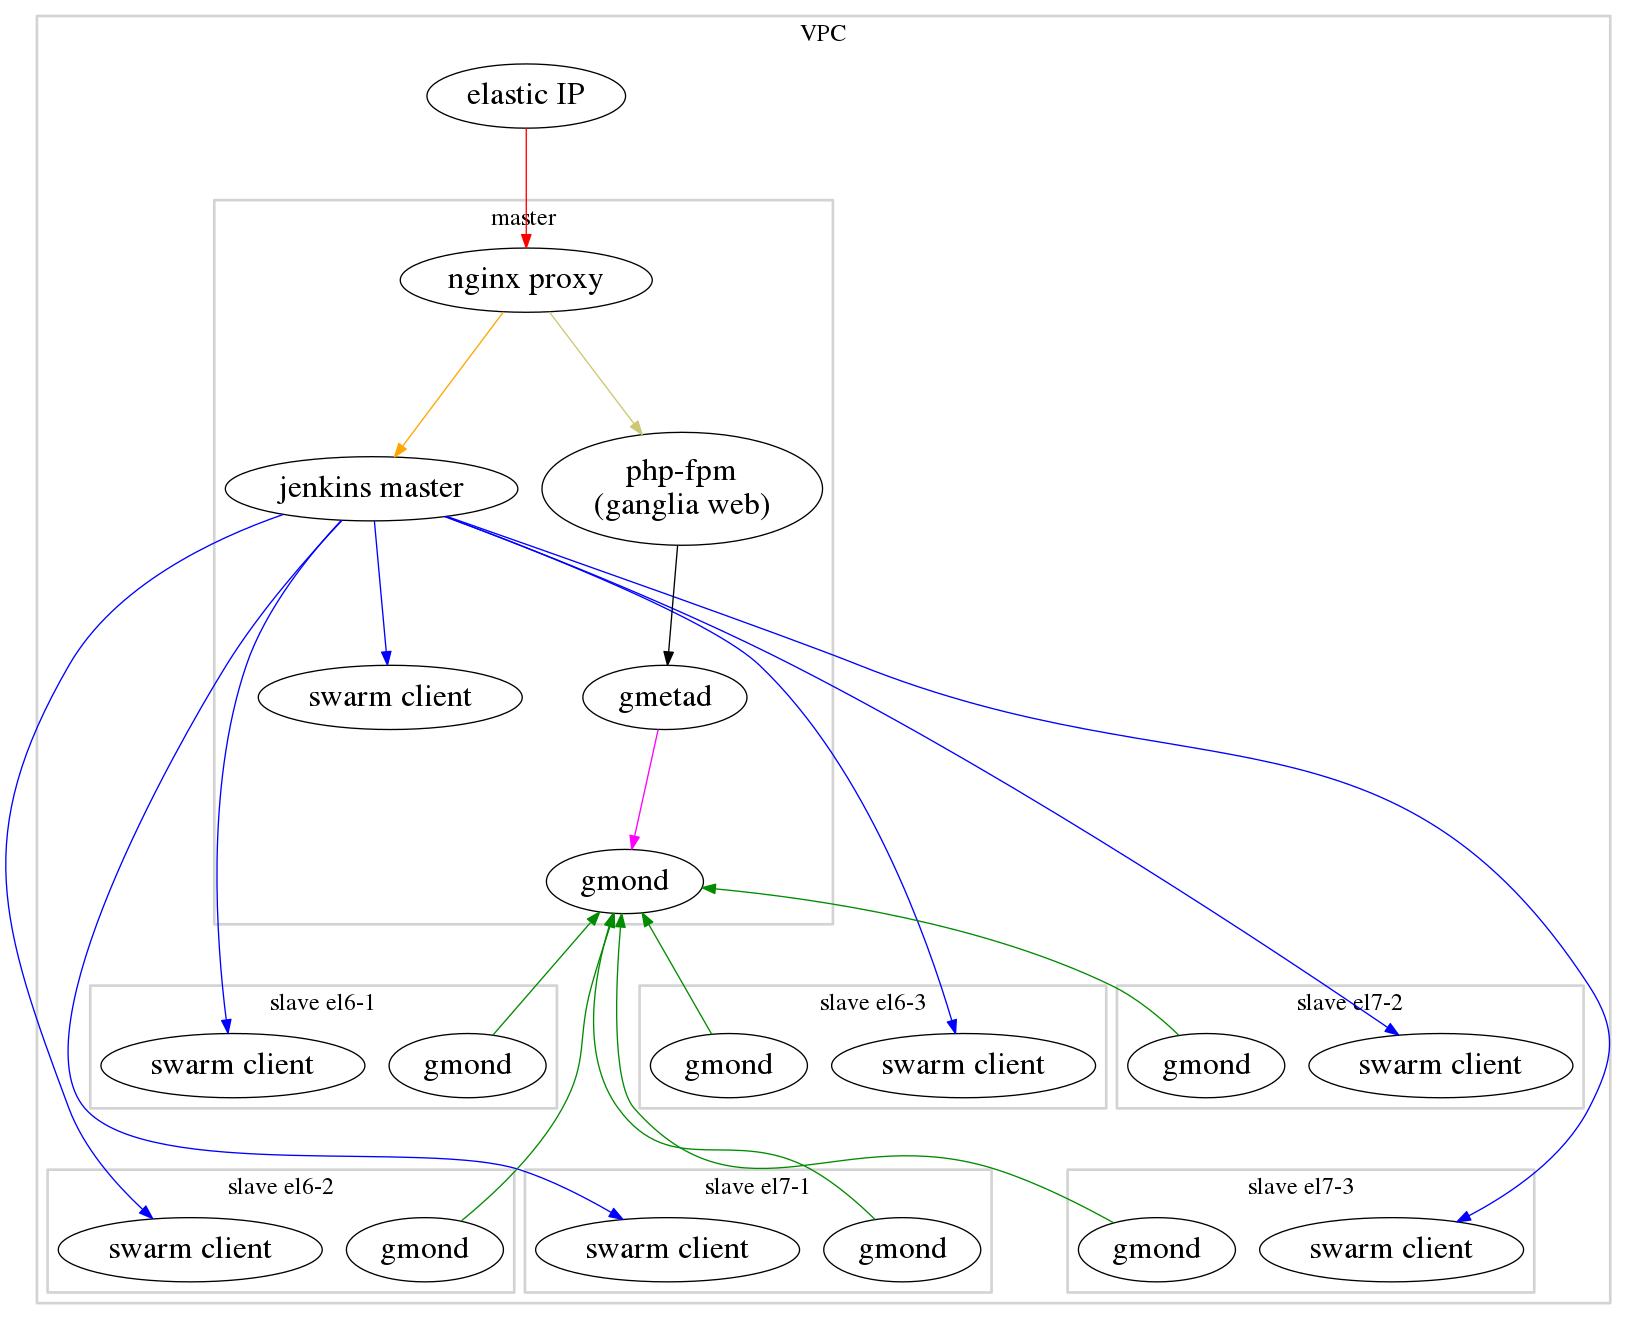 VPC
elastic IP
master
nginx proxy
jenkins master
php-fpm
(ganglia web)
swarm client
gmetad
gmond
slave el6-1
swarm client
gmond
slave el6-3
gmond
swarm client
slave el7-2
gmond
swarm client
slave el6-2
swarm client
gmond
slave el7-1
swarm client
gmond
slave el7-3
gmond
swarm client